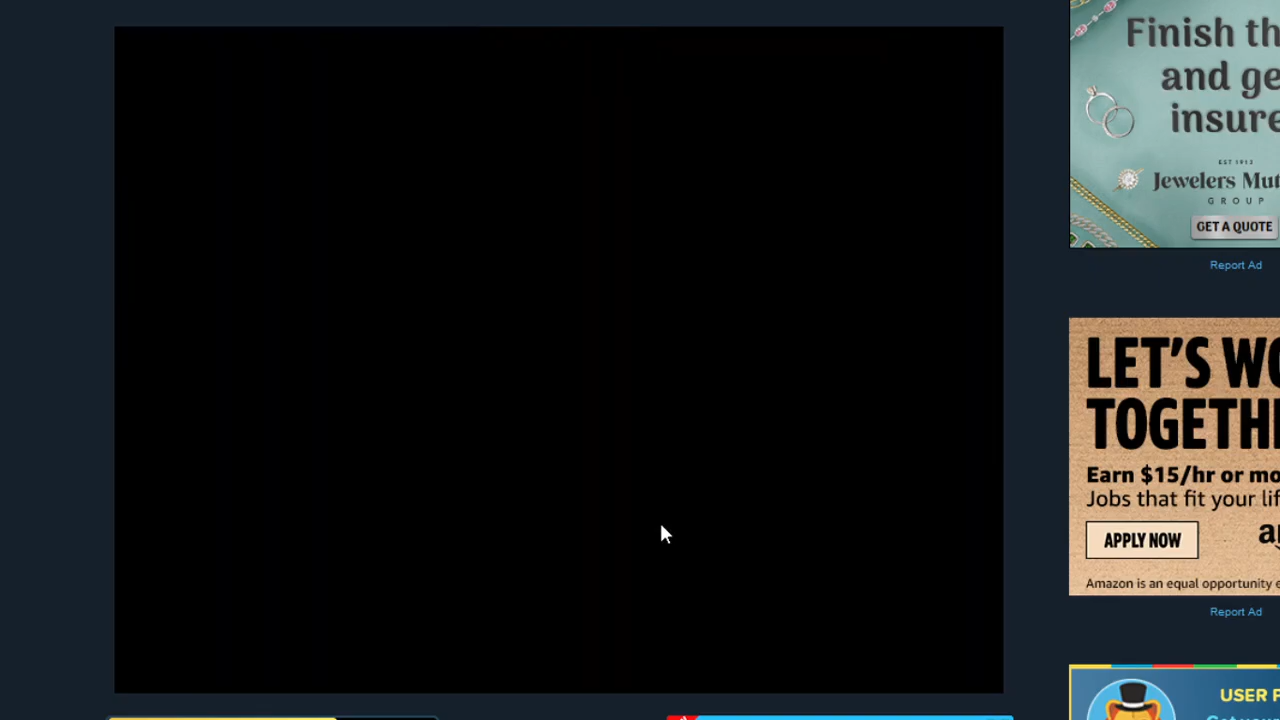 Finish th
and ge
insure
EST 1913
Jewelers Mut
GROUP
GET A QUOTE
Report Ad
LET'S WO
TOGETH
Earn $15/hr or mo
Jobs that fit your lif
APPLY NOW
Amazon is an equal opportunity e
Report Ad
USER F